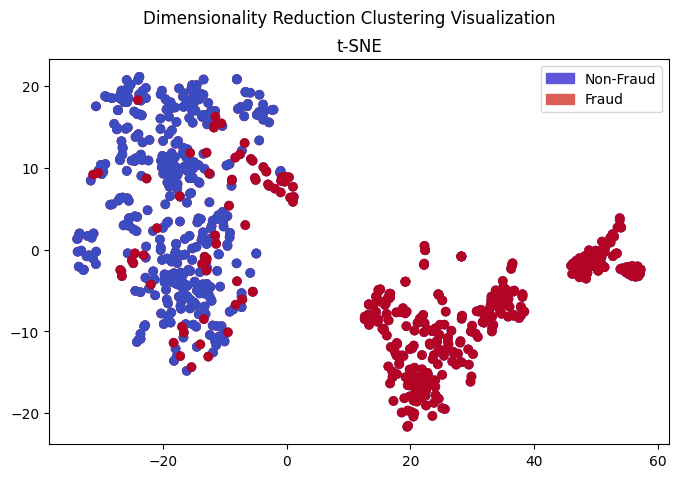 Dimensionality Reduction Clustering Visualization
t-SNE
Non-Fraud
Fraud
20
10
0
−10
−20
−20 0 20 40 60